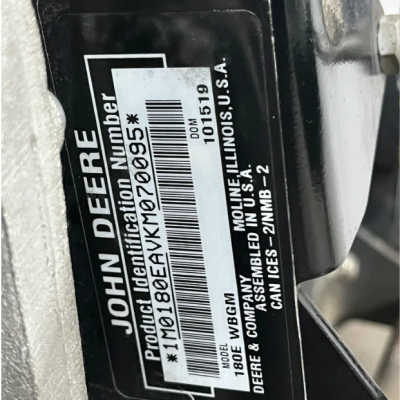 JOHN DEERE
Product Identification Number
*1M0180EAVKM070095*
MODEL
180E WBGM
DOM
101519
DEERE & COMPANY MOLINE, ILLINOIS, U.S.A.
ASSEMBLED IN U.S.A.
CAN ICES-2/NMB-2